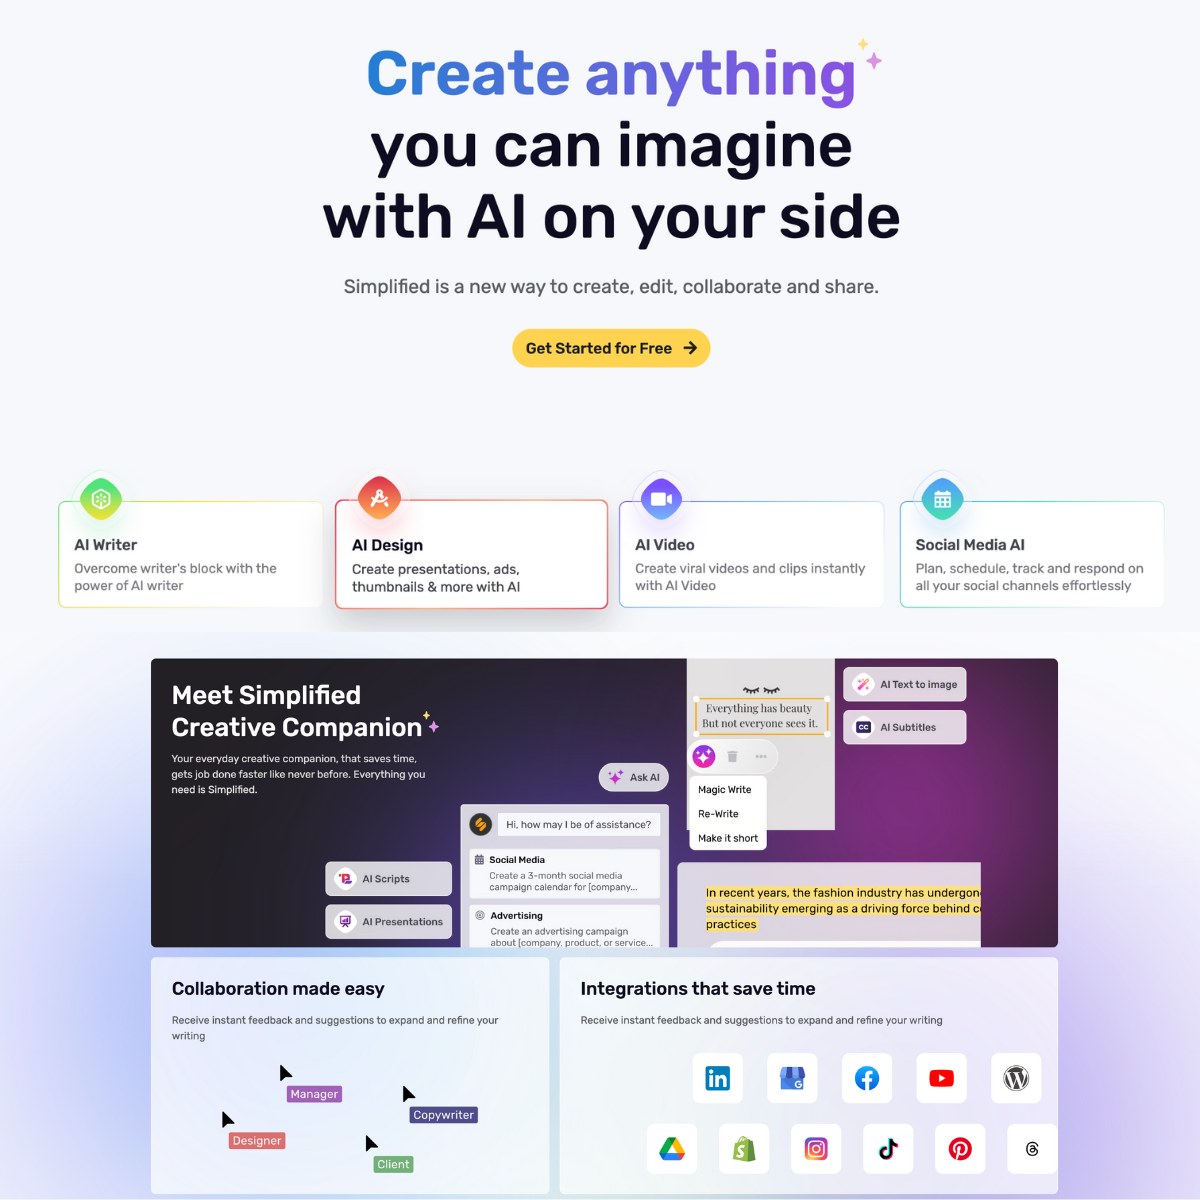 Create anything
you can imagine
with AI on your side
Simplified is a new way to create, edit, collaborate and share.
Get Started for Free
AI Writer
Overcome writer's block with the
power of AI writer
AI Design
Create presentations, ads,
thumbnails & more with AI
AI Video
Create viral videos and clips instantly
with AI Video
Social Media AI
Plan, schedule, track and respond on
all your social channels effortlessly
Meet Simplified
Creative Companion
Your everyday creative companion, that saves time,
gets job done faster like never before. Everything you
need is Simplified.
Ask AI
Hi, how may I be of assistance?
Social Media
Create a 3-month social media
campaign calendar for [company...
Advertising
Create an advertising campaign
about [company, product, or service...
AI Scripts
AI Presentations
Everything has beauty
But not everyone sees it.
Magic Write
Re-Write
Make it short
AI Text to image
CC
AI Subtitles
In recent years, the fashion industry has undergon
sustainability emerging as a driving force behind c
practices
Collaboration made easy
Receive instant feedback and suggestions to expand and refine your
writing
Manager
Copywriter
Designer
Client
Integrations that save time
Receive instant feedback and suggestions to expand and refine your writing